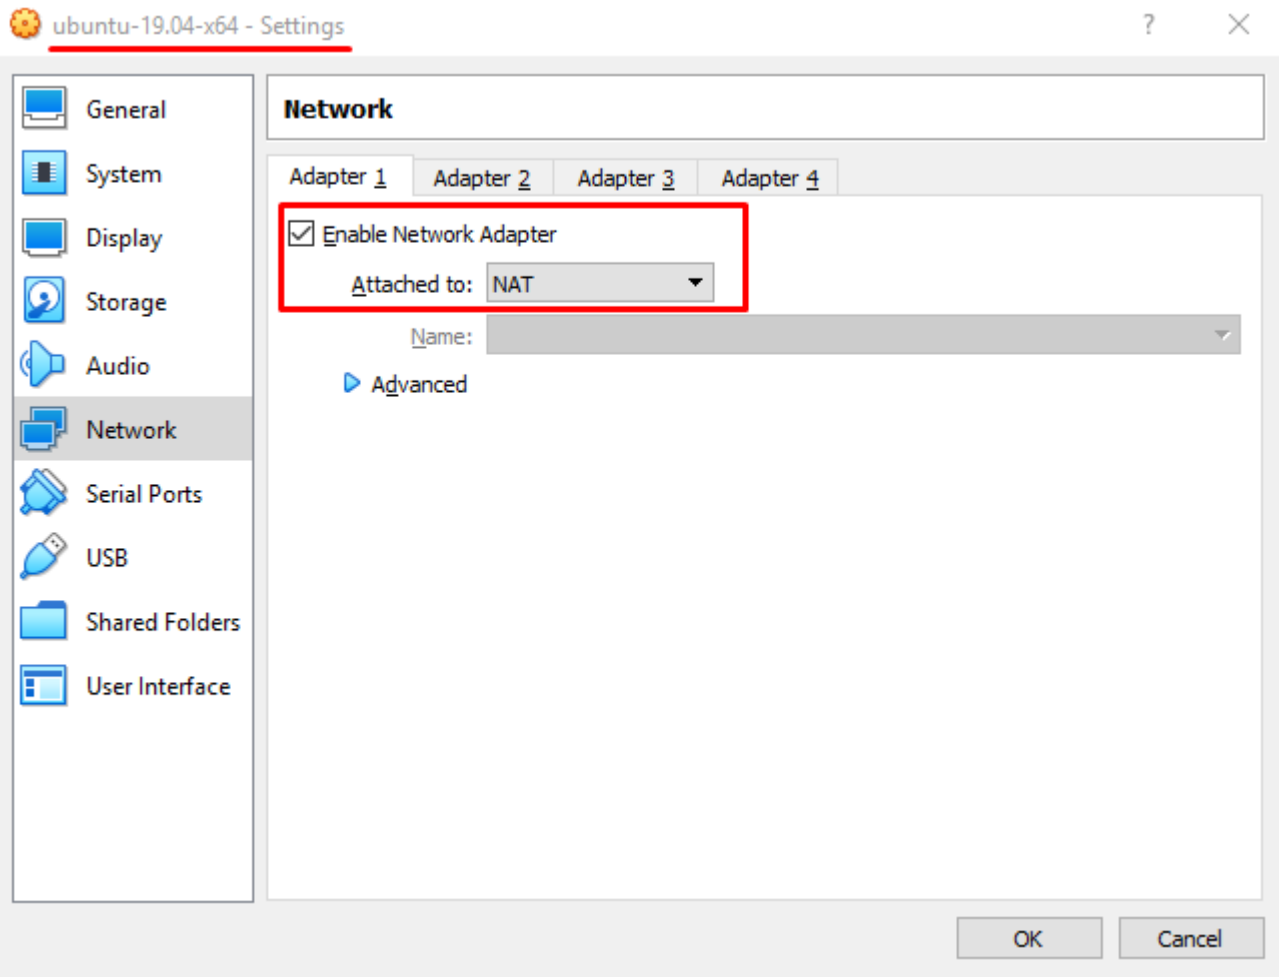 ubuntu-19.04-x64 - Settings
?
General
System
Display
Storage
Audio
Network
Serial Ports
USB
Shared Folders
User Interface
Network
Adapter 1 Adapter 2 Adapter 3 Adapter 4
Enable Network Adapter
Attached to: NAT
Name:
Advanced
OK Cancel